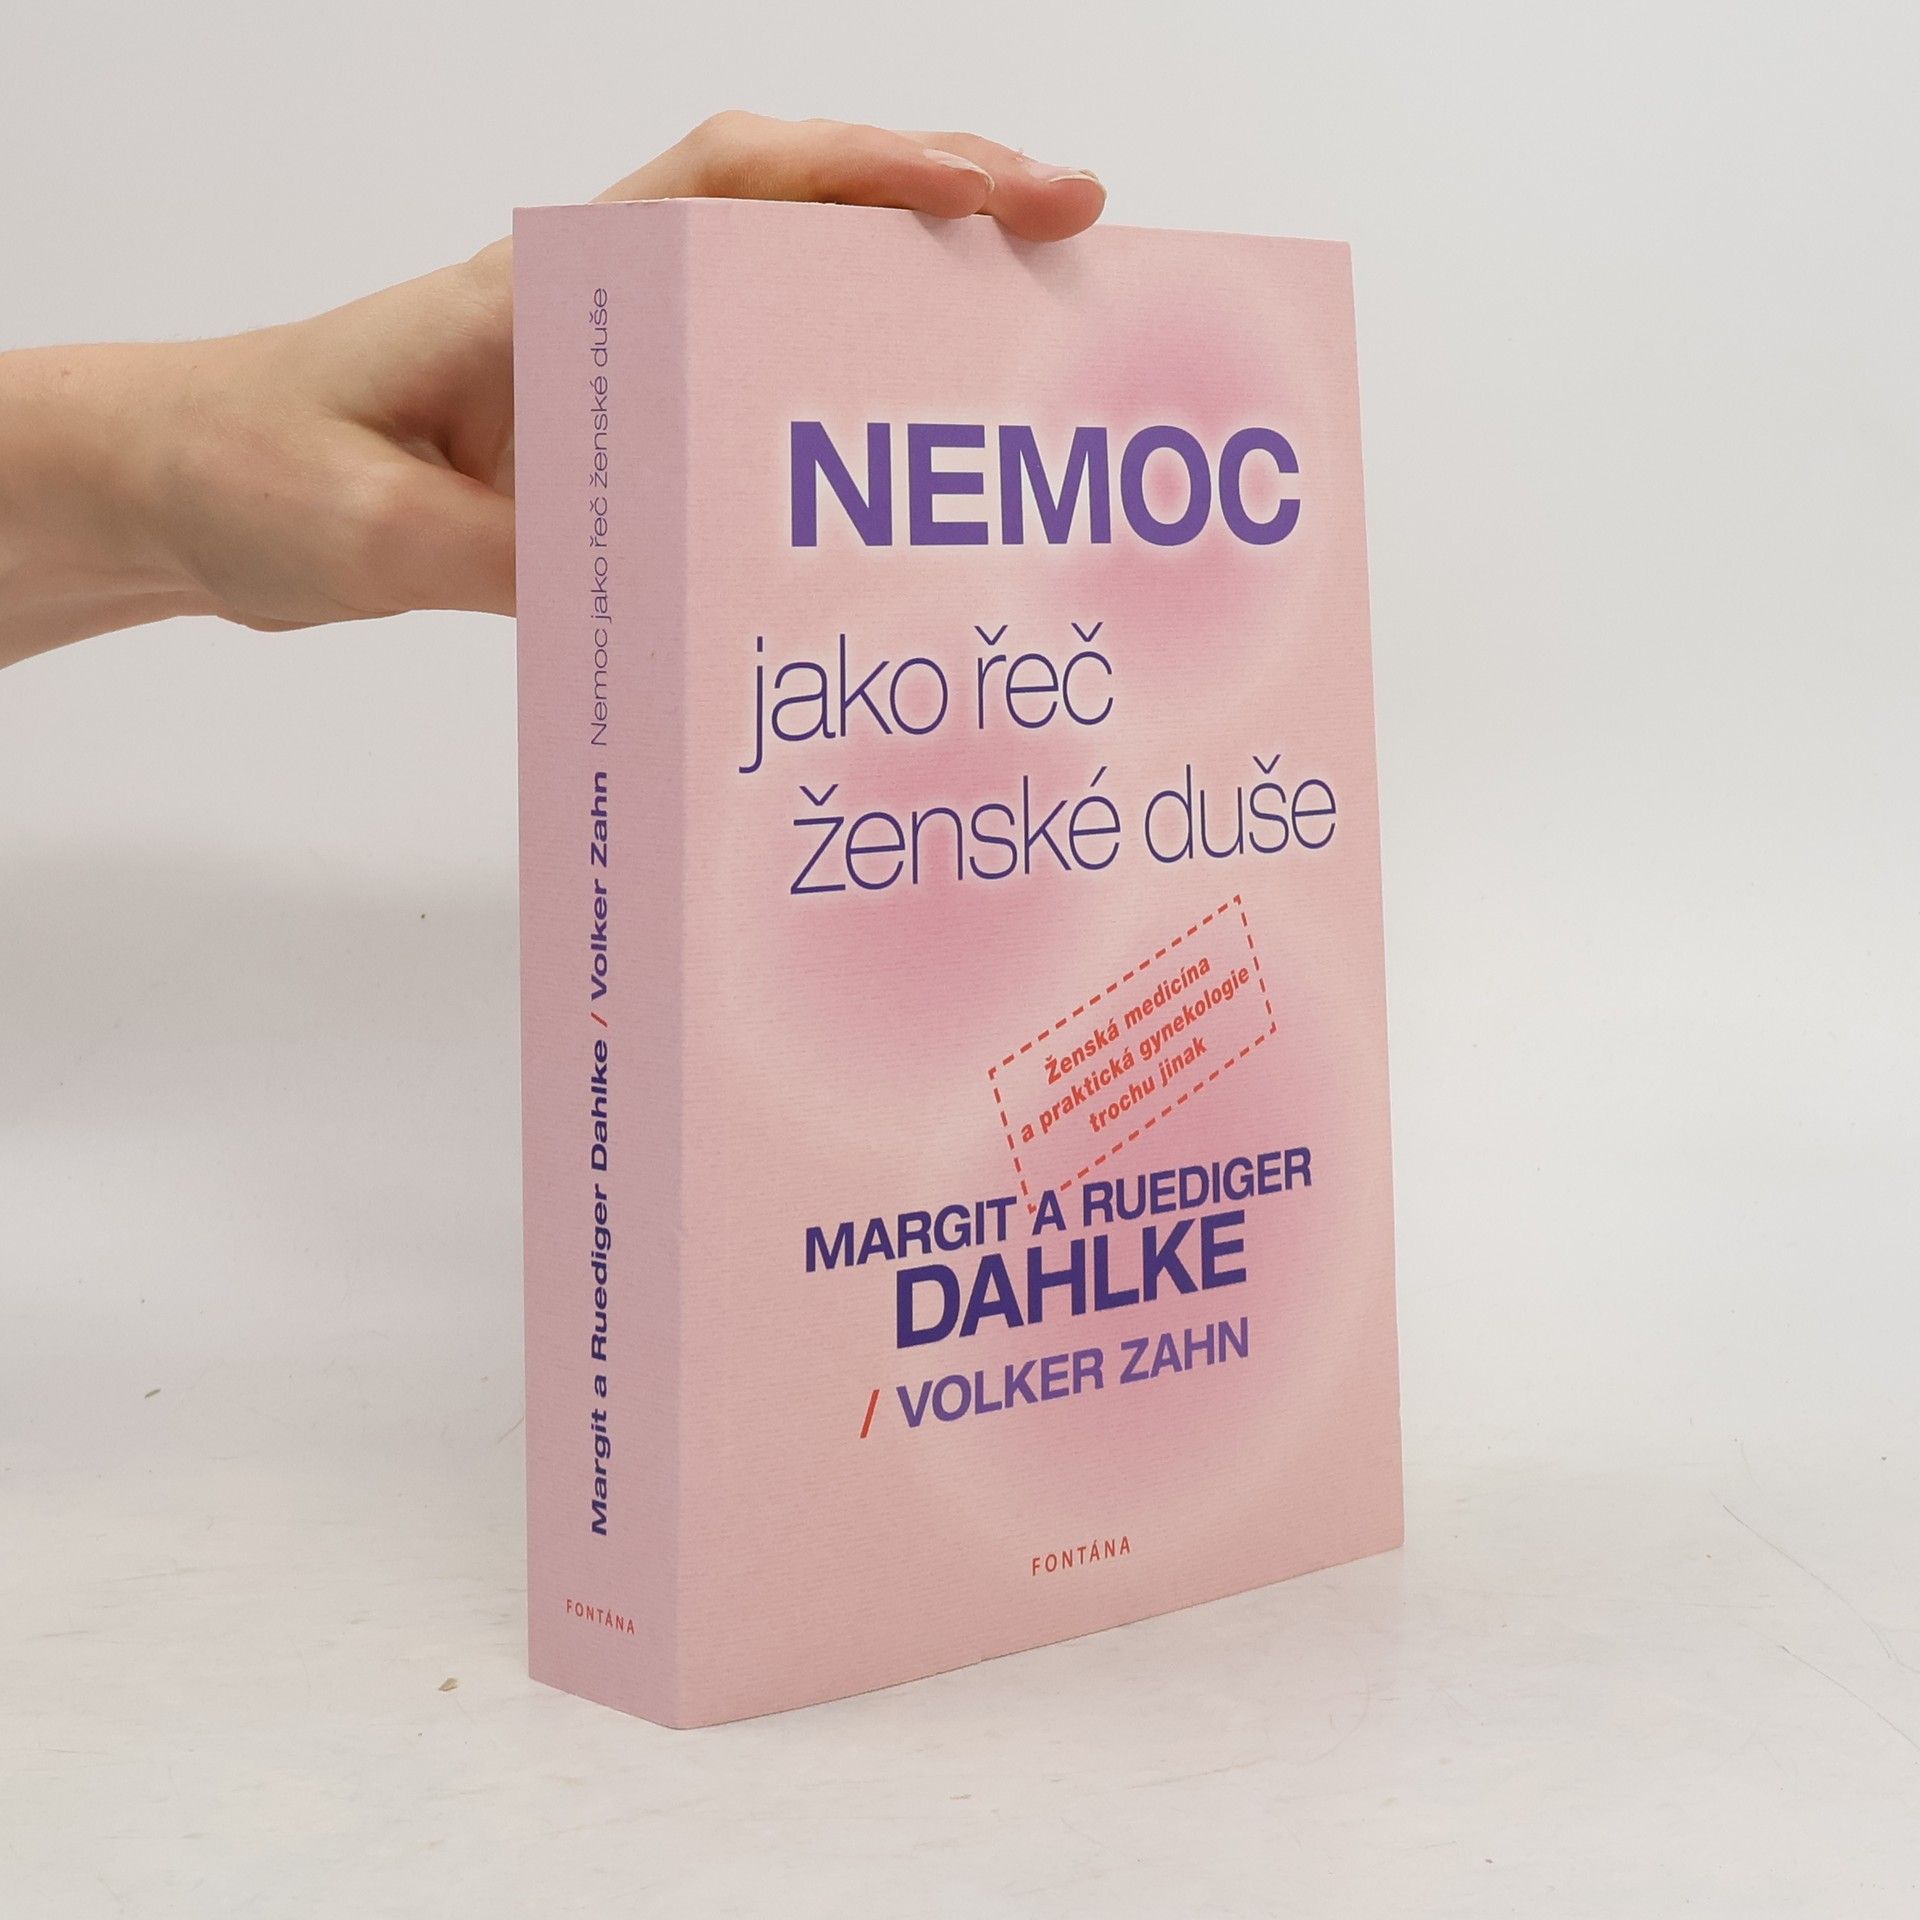 Margit a Ruediger Dahlke / Volker Zahn Nemoc jako řeč ženské duše
FONTÁNA
NEMOC
jako řeč
ženské duše
Ženská medicína
a praktická gynekologie
trochu jinak
MARGIT A RUEDIGER
DAHLKE
/ VOLKER ZAHN
FONTÁNA